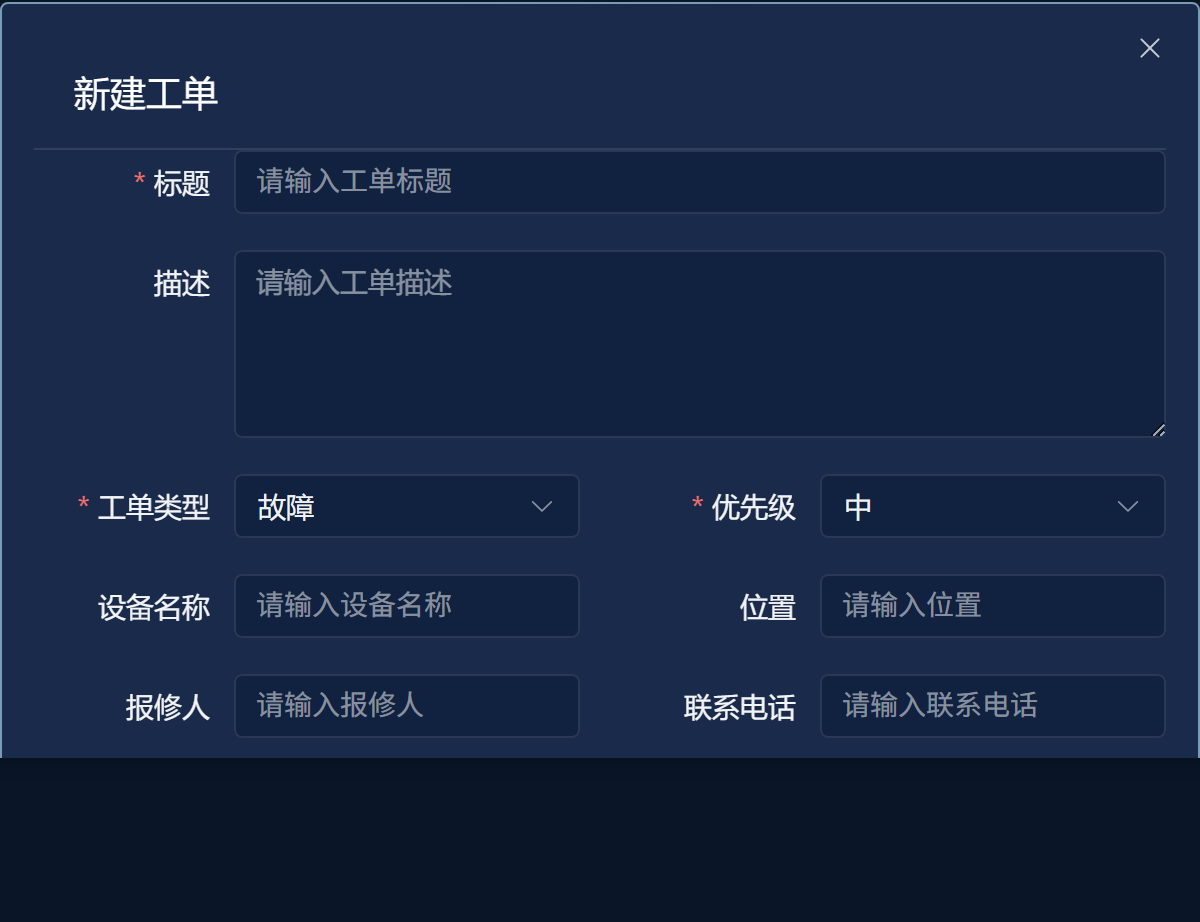 新建工单
* 标题 请输入工单标题
描述 请输入工单描述
* 工单类型 故障 * 优先级 中
设备名称 请输入设备名称 位置 请输入位置
报修人 请输入报修人 联系电话 请输入联系电话